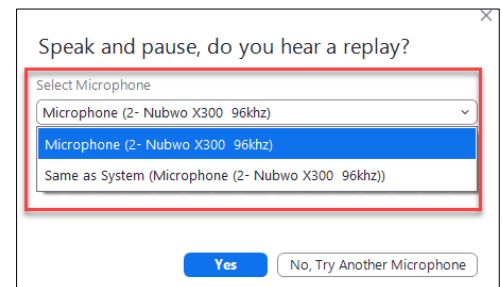 Speak and pause, do you hear a replay?
Select Microphone
Microphone (2- Nubwo X300 96khz)
Microphone (2- Nubwo X300 96khz)
Same as System (Microphone (2- Nubwo X300 96khz))
Yes
No, Try Another Microphone